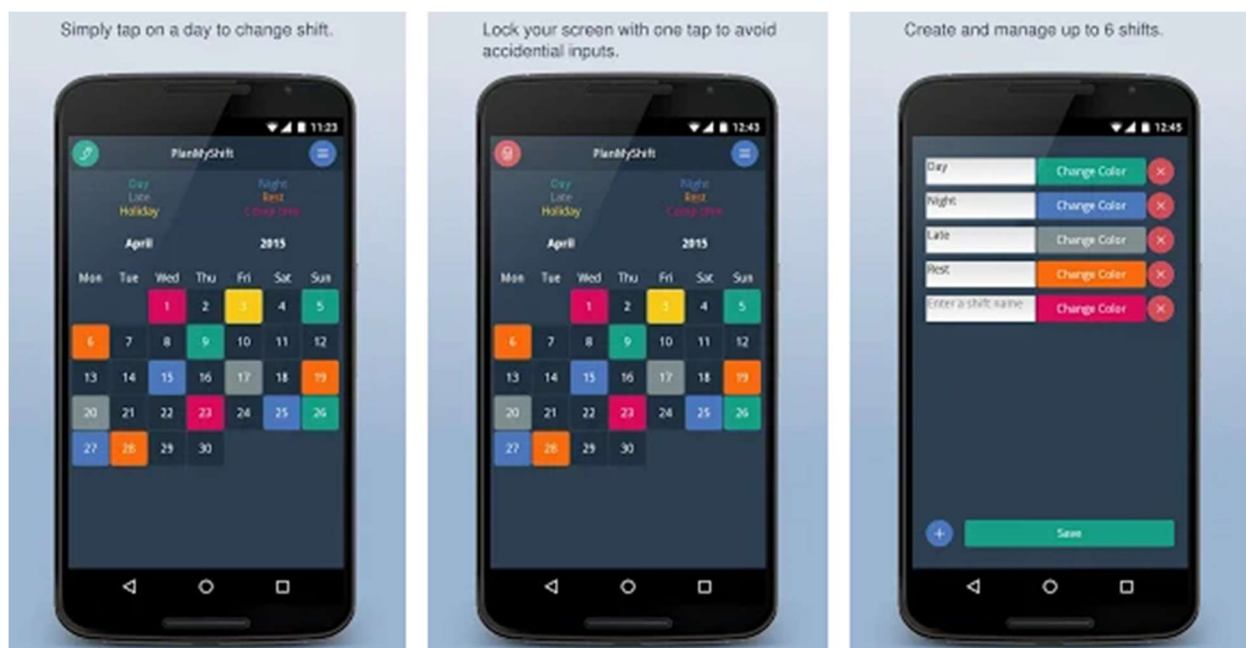 Simply tap on a day to change shift.
11:23
PlanMyShift
Day Night
Late Rest
Holiday Comp time
April 2015
Mon Tue Wed Thu Fri Sat Sun
1 2 3 4 5
6 7 8 9 10 11 12
13 14 15 16 17 18 19
20 21 22 23 24 25 26
27 28 29 30
Lock your screen with one tap to avoid
accidential inputs.
12:43
PlanMyShift
Day Night
Late Rest
Holiday Comp time
April 2015
Mon Tue Wed Thu Fri Sat Sun
1 2 3 4 5
6 7 8 9 10 11 12
13 14 15 16 17 18 19
20 21 22 23 24 25 26
27 28 29 30
Create and manage up to 6 shifts.
12:45
Day Change Color
Night Change Color
Late Change Color
Rest Change Color
Enter a shift name Change Color
Save